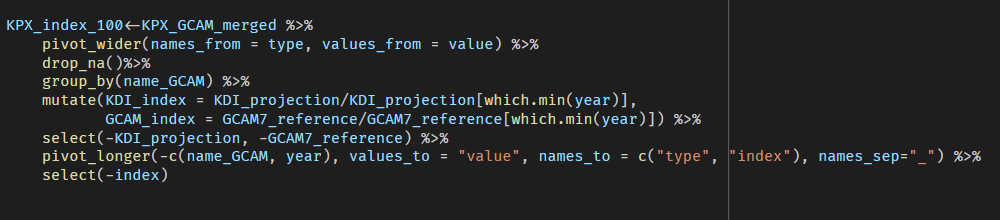 KPX_index_100<-KPX_GCAM_merged %>%
    pivot_wider(names_from = type, values_from = value) %>%
    drop_na()%>%
    group_by(name_GCAM) %>%
    mutate(KDI_index = KDI_projection/KDI_projection[which.min(year)],
           GCAM_index = GCAM7_reference/GCAM7_reference[which.min(year)]) %>%
    select(-KDI_projection, -GCAM7_reference) %>%
    pivot_longer(-c(name_GCAM, year), values_to = "value", names_to = c("type", "index"), names_sep="_") %>%
    select(-index)